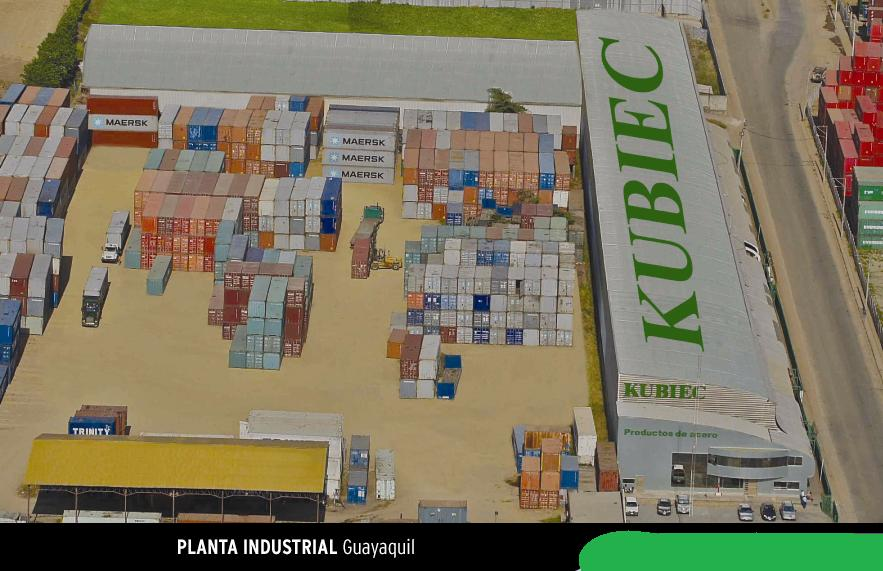 MAERSK
MAERSK
MAERSK
MAERSK
KUBIEC
KUBIEC
Productos de acero
TRINITY
PLANTA INDUSTRIAL Guayaquil